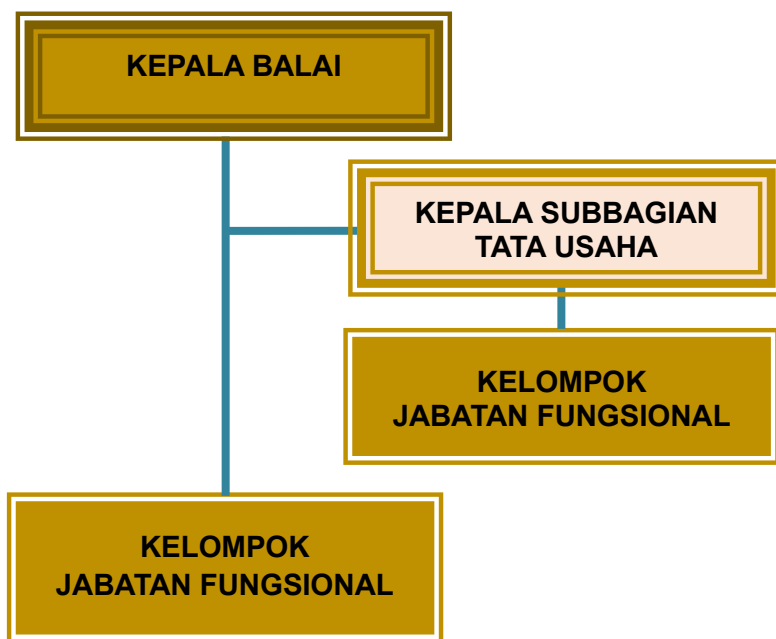 KEPALA BALAI
KEPALA SUBBAGIAN
TATA USAHA
KELOMPOK
JABATAN FUNGSIONAL
KELOMPOK
JABATAN FUNGSIONAL